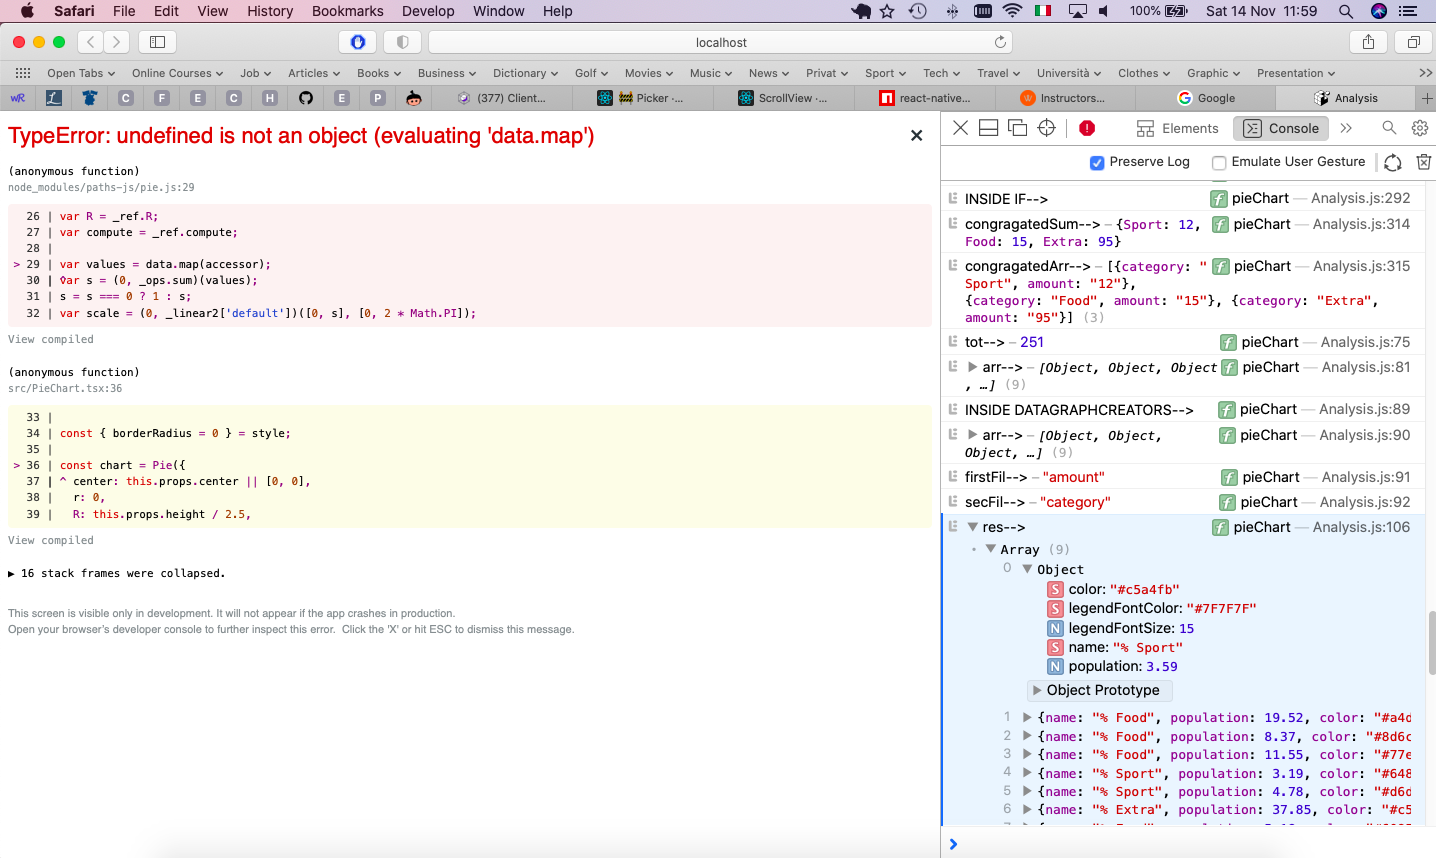 Safari File Edit View History Bookmarks Develop Window Help 100% Sat 14 Nov 11:59
localhost
Open Tabs Online Courses Job Articles Books Business Dictionary Golf Movies Music News Privat Sport Tech Travel Università Clothes Graphic Presentation >>
wR L C F E C H E P (377) Client... Picker -... ScrollView -... n react-native... W Instructors... G Google Analysis +
TypeError: undefined is not an object (evaluating 'data.map')
(anonymous function)
node_modules/paths-js/pie.js:29
26 | var R = _ref.R;
27 | var compute = _ref.compute;
28 |
> 29 | var values = data.map(accessor);
30 | ^var s = (0, _ops.sum)(values);
31 | s = s === 0 ? 1 : s;
32 | var scale = (0, _linear2['default'])([0, s], [0, 2 * Math.PI]);
View compiled
(anonymous function)
src/PieChart.tsx:36
33 |
34 | const { borderRadius = 0 } = style;
35 |
> 36 | const chart = Pie({
37 | ^ center: this.props.center || [0, 0],
38 | r: 0,
39 | R: this.props.height / 2.5,
View compiled
▶ 16 stack frames were collapsed.
This screen is visible only in development. It will not appear if the app crashes in production.
Open your browser's developer console to further inspect this error. Click the 'X' or hit ESC to dismiss this message.
Elements Console >>
Preserve Log Emulate User Gesture
INSIDE IF--> f pieChart — Analysis.js:292
congragatedSum--> – {Sport: 12, f pieChart — Analysis.js:314
Food: 15, Extra: 95}
congragatedArr--> – [{category: " f pieChart — Analysis.js:315
Sport", amount: "12"},
{category: "Food", amount: "15"}, {category: "Extra",
amount: "95"}] (3)
tot--> – 251 f pieChart — Analysis.js:75
▶ arr--> – [Object, Object, Object f pieChart — Analysis.js:81
, …] (9)
INSIDE DATAGRAPHCREATORS--> f pieChart — Analysis.js:89
▶ arr--> – [Object, Object, f pieChart — Analysis.js:90
Object, …] (9)
firstFil--> – "amount" f pieChart — Analysis.js:91
secFil--> – "category" f pieChart — Analysis.js:92
▼ res--> f pieChart — Analysis.js:106
▼ Array (9)
0 ▼ Object
S color: "#c5a4fb"
S legendFontColor: "#7F7F7F"
N legendFontSize: 15
S name: "% Sport"
N population: 3.59
▶ Object Prototype
1 ▶ {name: "% Food", population: 19.52, color: "#a4d
2 ▶ {name: "% Food", population: 8.37, color: "#8d6c
3 ▶ {name: "% Food", population: 11.55, color: "#77e
4 ▶ {name: "% Sport", population: 3.19, color: "#648
5 ▶ {name: "% Sport", population: 4.78, color: "#d6d
6 ▶ {name: "% Extra", population: 37.85, color: "#c5